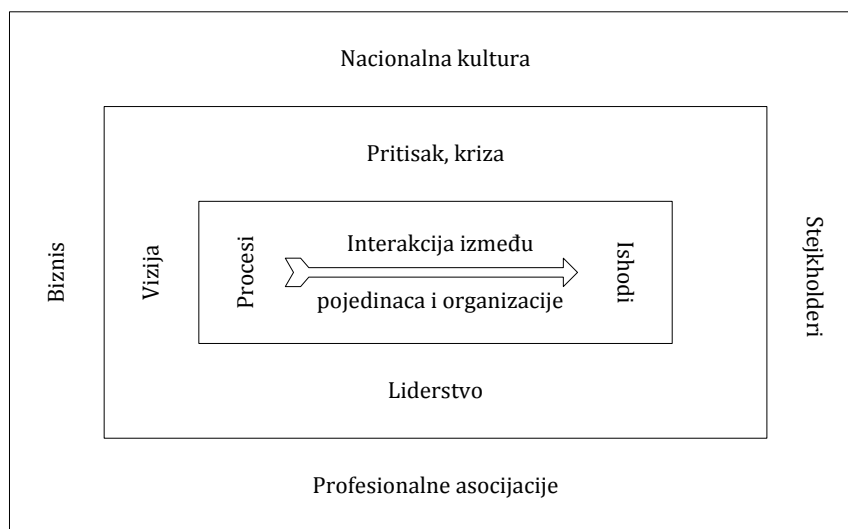 Nacionalna kultura
Pritisak, kriza
Biznis
Vizija
Procesi
Interakcija između
pojedinaca i organizacije
Ishodi
Stejkholderi
Liderstvo
Profesionalne asocijacije